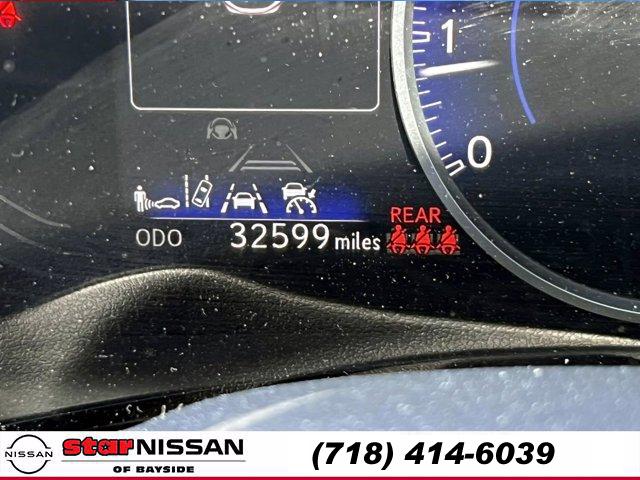 1
0
REAR
ODO 32599 miles
NISSAN star NISSAN (718) 414-6039
OF BAYSIDE